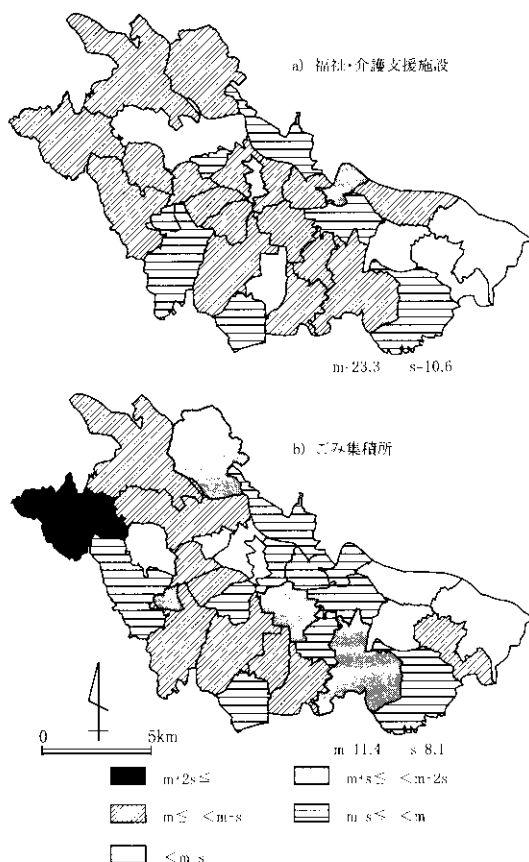 a) 福祉・介護支援施設
m-23.3 s-10.6
b) ごみ集積所
m 11.4 s 8.1
0 5km
m+2s≦
m+s≦ <m+2s
m≦ <m+s
m-s≦ <m
<m-s